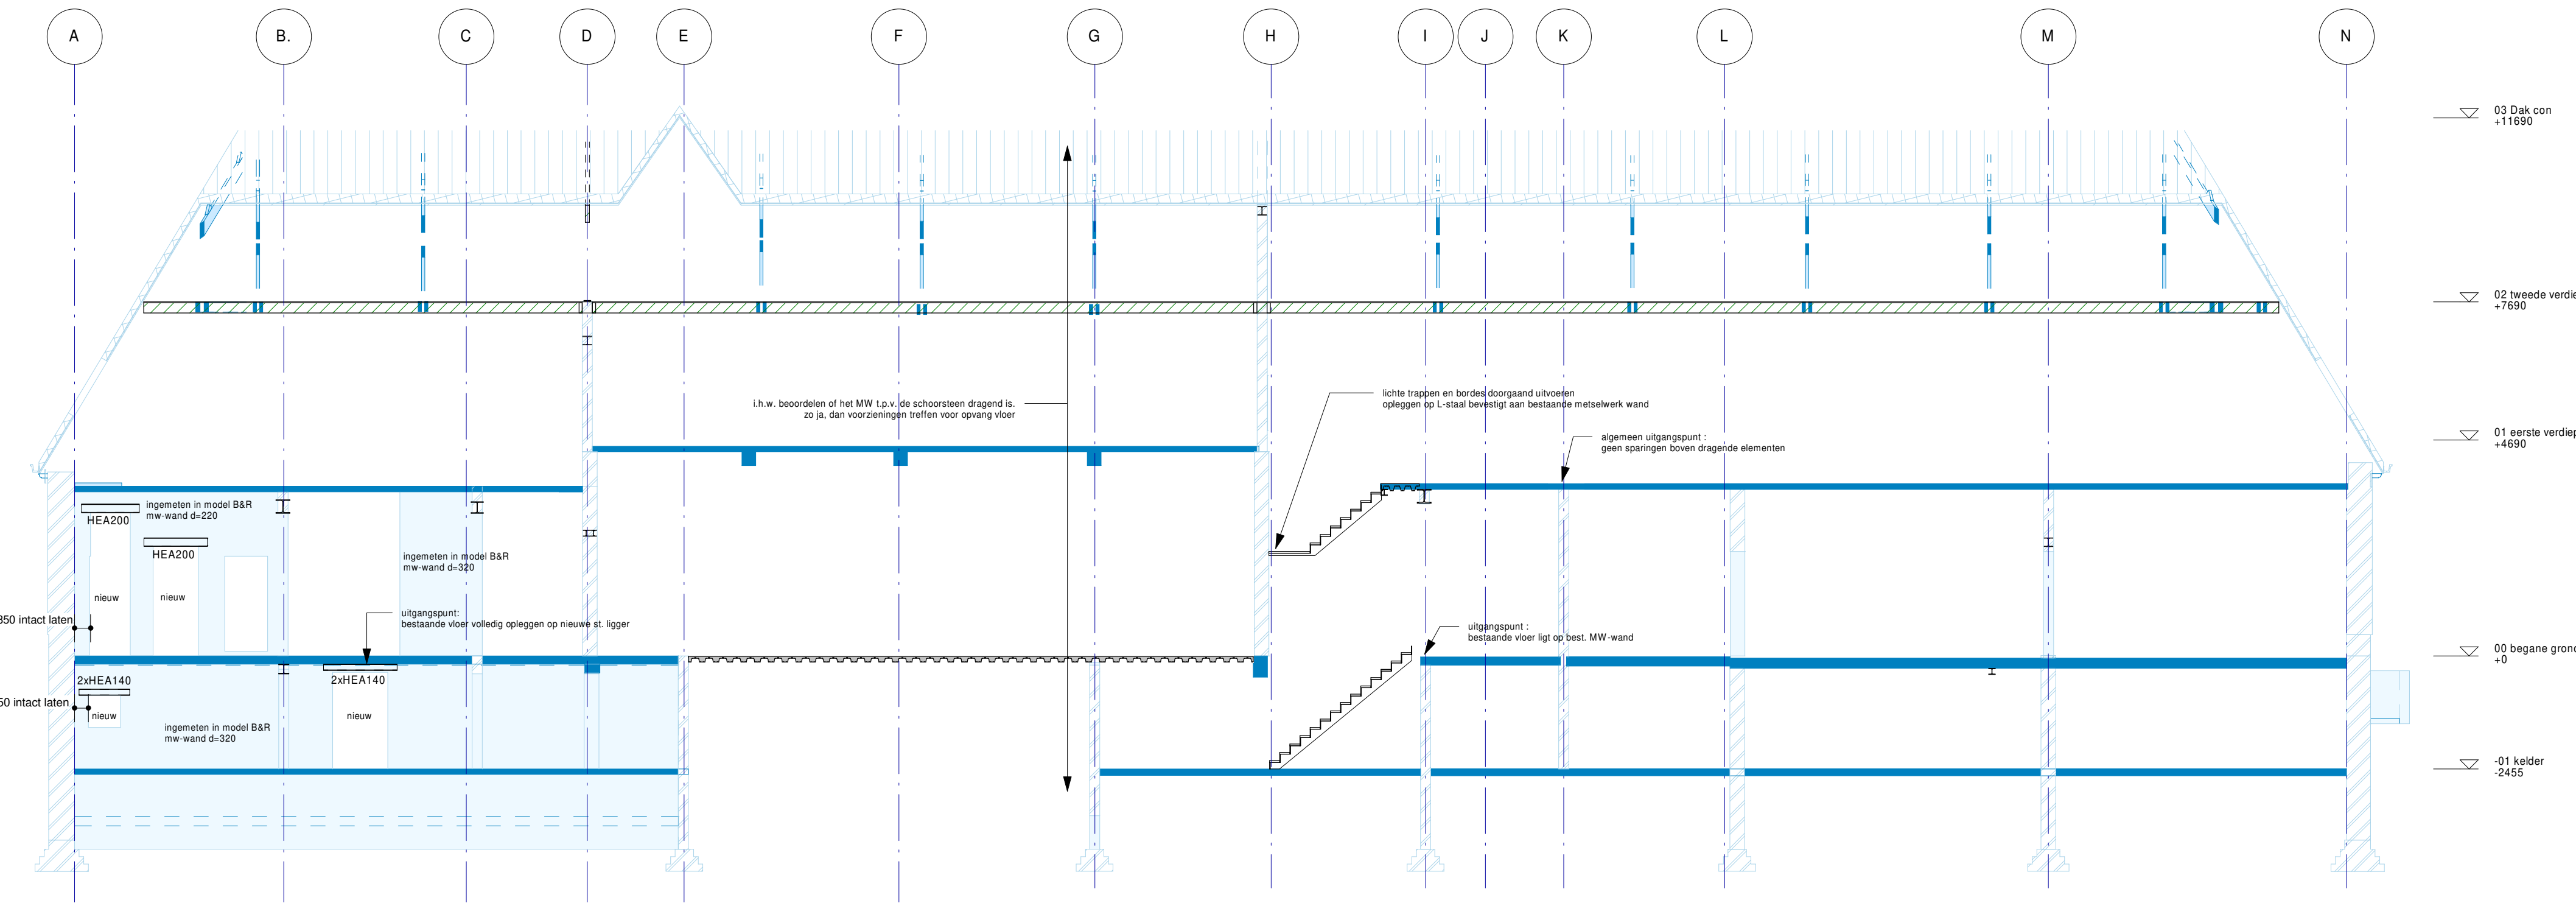 A
B.
C
D
E
F
G
H
I
J
K
L
M
N
03 Dak con
+11690
02 tweede verdie
+7690
i.h.w. beoordelen of het MW t.p.v. de schoorsteen dragend is.
zo ja, dan voorzieningen treffen voor opvang vloer
lichte trappen en bordes doorgaand uitvoeren
opleggen op L-staal bevestigt aan bestaande metselwerk wand
algemeen uitgangspunt :
geen sparingen boven dragende elementen
01 eerste verdiep
+4690
ingemeten in model B&R
mw-wand d=220
HEA200
HEA200
ingemeten in model B&R
mw-wand d=320
nieuw
nieuw
350 intact laten
uitgangspunt:
bestaande vloer volledig opleggen op nieuwe st. ligger
uitgangspunt :
bestaande vloer ligt op best. MW-wand
00 begane grond
+0
2xHEA140
2xHEA140
50 intact laten
nieuw
nieuw
ingemeten in model B&R
mw-wand d=320
-01 kelder
-2455